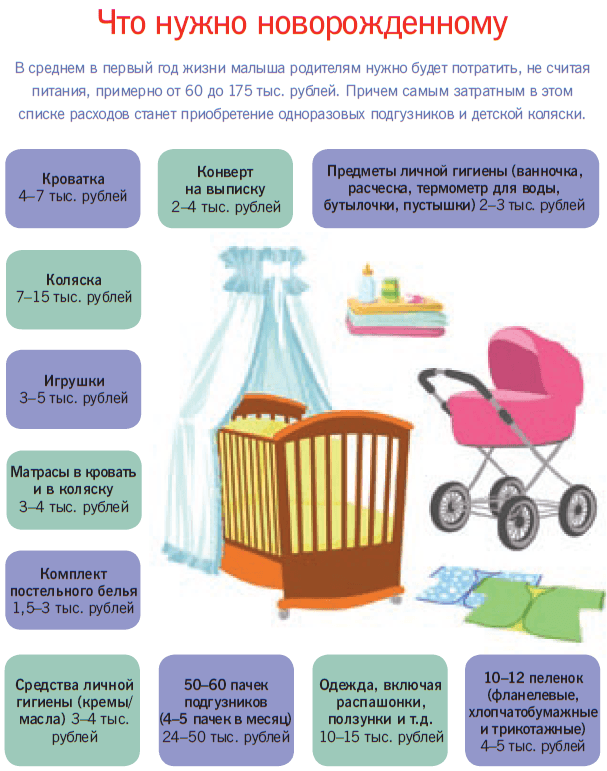 Что нужно новорожденному
В среднем в первый год жизни малыша родителям нужно будет потратить, не считая
питания, примерно от 60 до 175 тыс. рублей. Причем самым затратным в этом
списке расходов станет приобретение одноразовых подгузников и детской коляски.
Кроватка
4–7 тыс. рублей
Конверт
на выписку
2–4 тыс. рублей
Предметы личной гигиены (ванночка,
расческа, термометр для воды,
бутылочки, пустышки) 2–3 тыс. рублей
Коляска
7–15 тыс. рублей
Игрушки
3–5 тыс. рублей
Матрасы в кровать
и в коляску
3–4 тыс. рублей
Комплект
постельного белья
1,5–3 тыс. рублей
Средства личной
гигиены (кремы/
масла) 3–4 тыс.
рублей
50–60 пачек
подгузников
(4–5 пачек в месяц)
24–50 тыс. рублей
Одежда, включая
распашонки,
ползунки и т.д.
10–15 тыс. рублей
10–12 пеленок
(фланелевые,
хлопчатобумажные
и трикотажные)
4–5 тыс. рублей